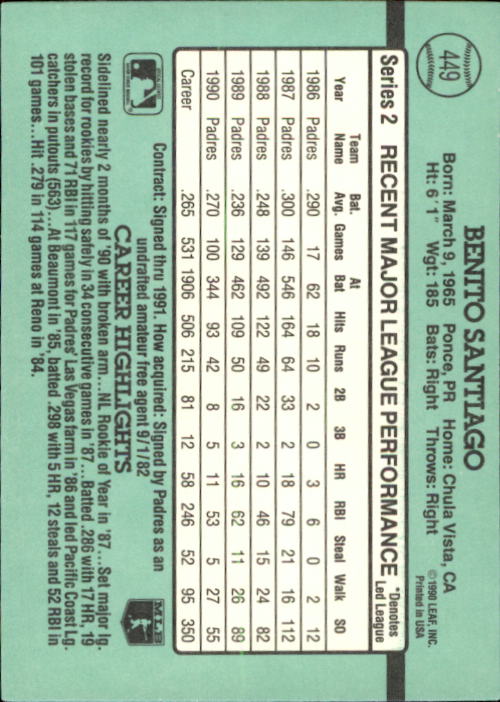 449
BENITO SANTIAGO
Born: March 9, 1965 Ponce, PR Home: Chula Vista, CA
Ht: 6'1" Wgt: 185 Bats: Right Throws: Right
©1990 LEAF, INC.
Printed in USA
Series 2 RECENT MAJOR LEAGUE PERFORMANCE *Denotes Led League
Year Team Name Bat. Avg. Games At Bat Hits Runs 2B 3B HR RBI Steal Walk SO
1986 Padres .290 17 62 18 10 2 0 3 6 0 2 12
1987 Padres .300 146 546 164 64 33 2 18 79 21 16 112
1988 Padres .248 139 492 122 49 22 2 10 46 15 24 82
1989 Padres .236 129 462 109 50 16 3 16 62 11 26 89
1990 Padres .270 100 344 93 42 8 5 11 53 5 27 55
Career .265 531 1906 506 215 81 12 58 246 52 95 350
Contract: Signed thru 1991. How acquired: Signed by Padres as an
undrafted amateur free agent 9/1/82
MLB
CAREER HIGHLIGHTS
Sidelined nearly 2 months of '90 with broken arm...NL Rookie of Year in '87...Set major lg.
record for rookies by hitting safely in 34 consecutive games in '87...Batted .286 with 17 HR, 19
stolen bases and 71 RBI in 117 games for Padres' Las Vegas farm in '86 and led Pacific Coast Lg.
catchers in putouts (563)...At Beaumont in '85, batted .298 with 5 HR, 12 steals and 52 RBI in
101 games...Hit .279 in 114 games at Reno in '84.